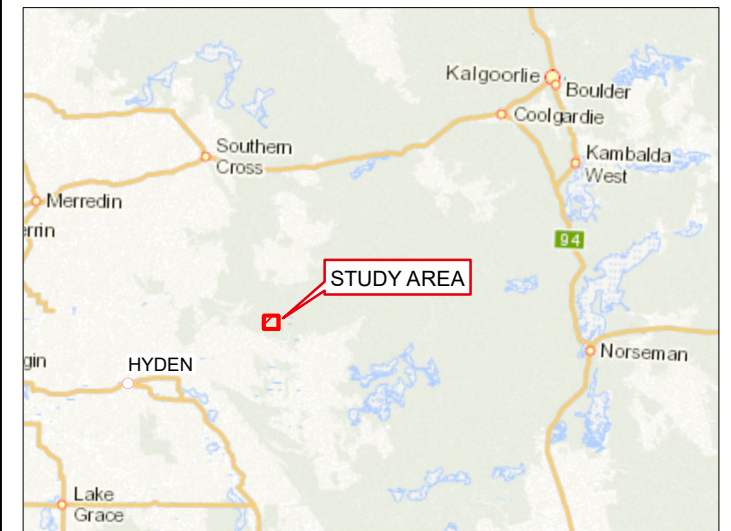 Kalgoorlie
Boulder
Coolgardie
Southern
Cross
Kambalda
West
Merredin
rrin
94
STUDY AREA
Norseman
gin
HYDEN
Lake
Grace